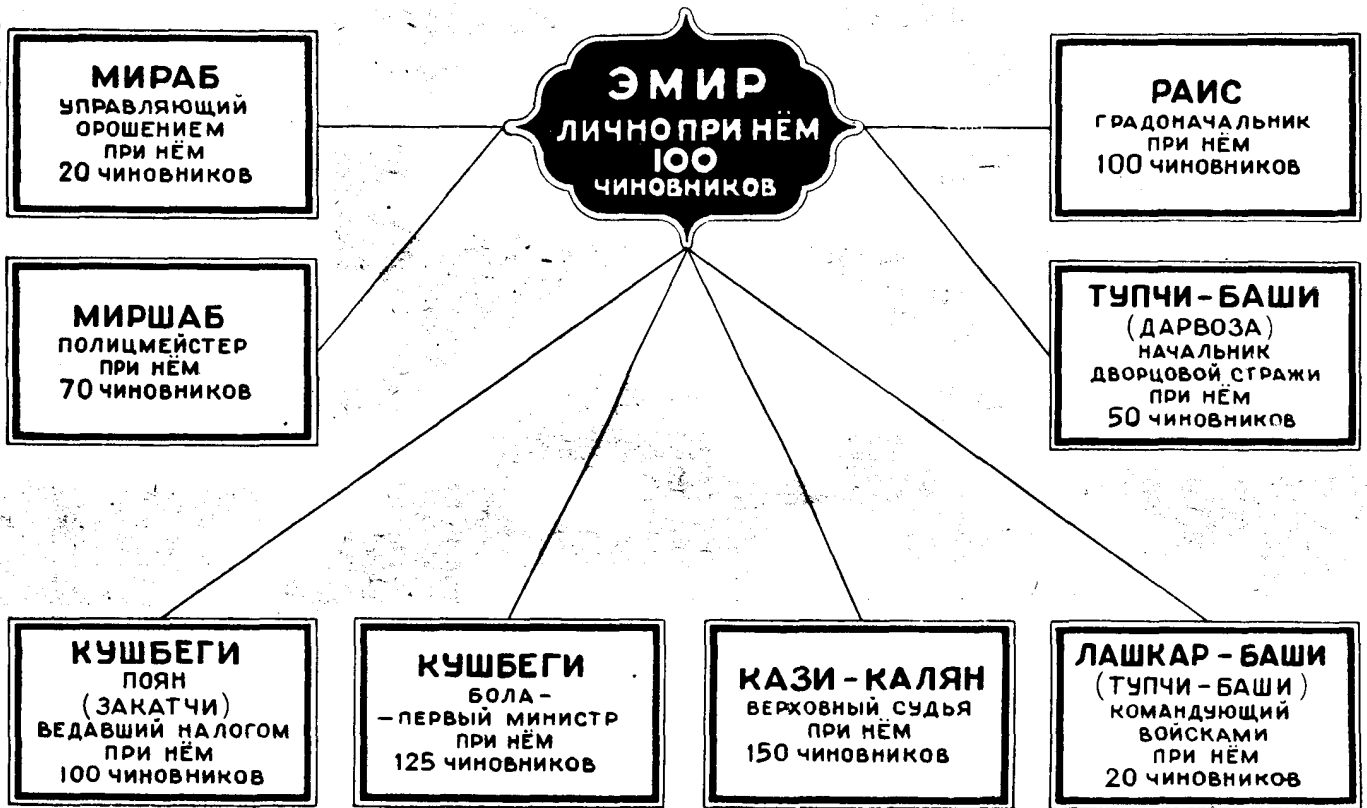 ЭМИР
ЛИЧНО ПРИ НЁМ
100
ЧИНОВНИКОВ
МИРАБ
УПРАВЛЯЮЩИЙ
ОРОШЕНИЕМ
ПРИ НЁМ
20 ЧИНОВНИКОВ
РАИС
ГРАДОНАЧАЛЬНИК
ПРИ НЁМ
100 ЧИНОВНИКОВ
МИРШАБ
ПОЛИЦМЕЙСТЕР
ПРИ НЁМ
70 ЧИНОВНИКОВ
ТУПЧИ-БАШИ
(ДАРВОЗА)
НАЧАЛЬНИК
ДВОРЦОВОЙ СТРАЖИ
ПРИ НЁМ
50 ЧИНОВНИКОВ
КУШБЕГИ
ПОЯН
(ЗАКАТЧИ)
ВЕДАВШИЙ НАЛОГОМ
ПРИ НЁМ
100 ЧИНОВНИКОВ
КУШБЕГИ
БОЛА-
-ПЕРВЫЙ МИНИСТР
ПРИ НЁМ
125 ЧИНОВНИКОВ
КАЗИ-КАЛЯН
ВЕРХОВНЫЙ СУДЬЯ
ПРИ НЁМ
150 ЧИНОВНИКОВ
ЛАШКАР-БАШИ
(ТУПЧИ-БАШИ)
КОМАНДУЮЩИЙ
ВОЙСКАМИ
ПРИ НЁМ
20 ЧИНОВНИКОВ